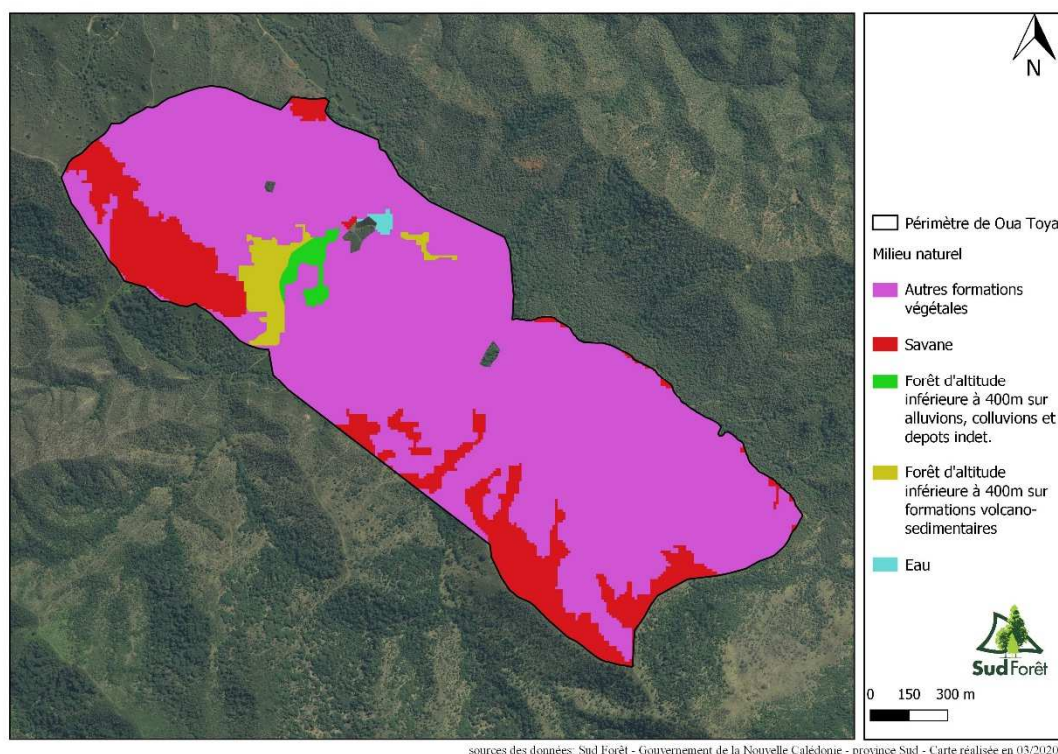 N
Périmètre de Oua Toya
Milieu naturel
Autres formations
végétales
Savane
Forêt d'altitude
inférieure à 400m sur
alluvions, colluvions et
depots indet.
Forêt d'altitude
inférieure à 400m sur
formations volcano-
sedimentaires
Eau
Sud Forêt
0 150 300 m
sources des données: Sud Forêt - Gouvernement de la Nouvelle Calédonie - province Sud - Carte réalisée en 03/2020